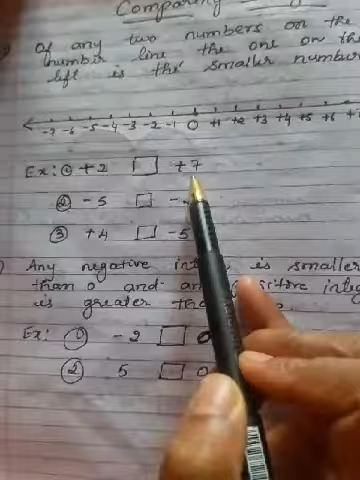 Comparing
Of any two numbers on the
number line the one on the
left is the smaller number
-7 -6 -5 -4 -3 -2 -1 0 +1 +2 +3 +4 +5 +6 +
Ex: ① +2 □ +7
② -5 □ -
③ +4 □ -5
Any negative is smaller
than 0 and
is greater
Ex: ① -2 □ 0
② 5 □ 0